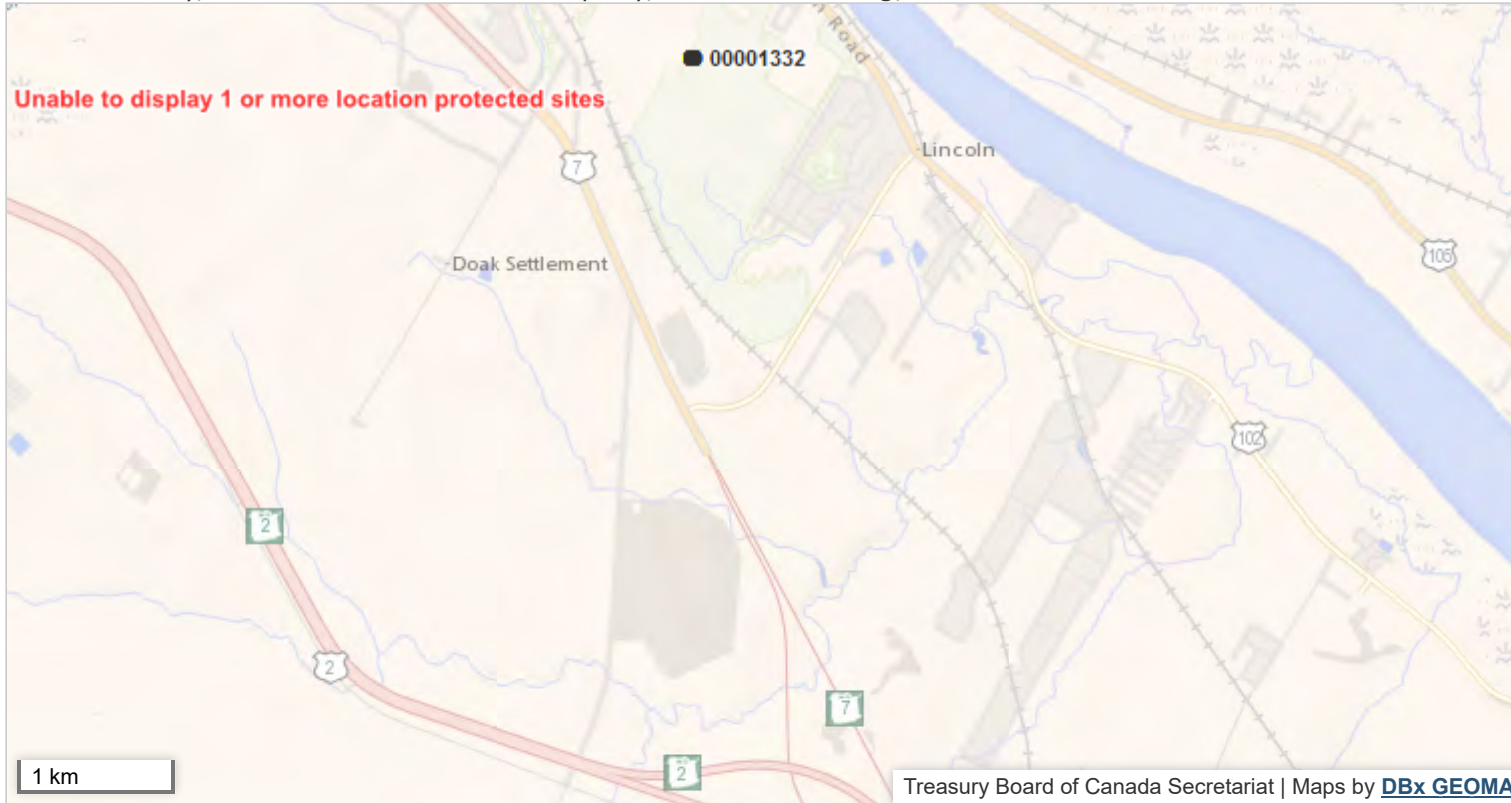 n Road
00001332
Unable to display 1 or more location protected sites
Lincoln
7
105
Doak Settlement
102
2
2
7
2
1 km
Treasury Board of Canada Secretariat | Maps by DBx GEOMA